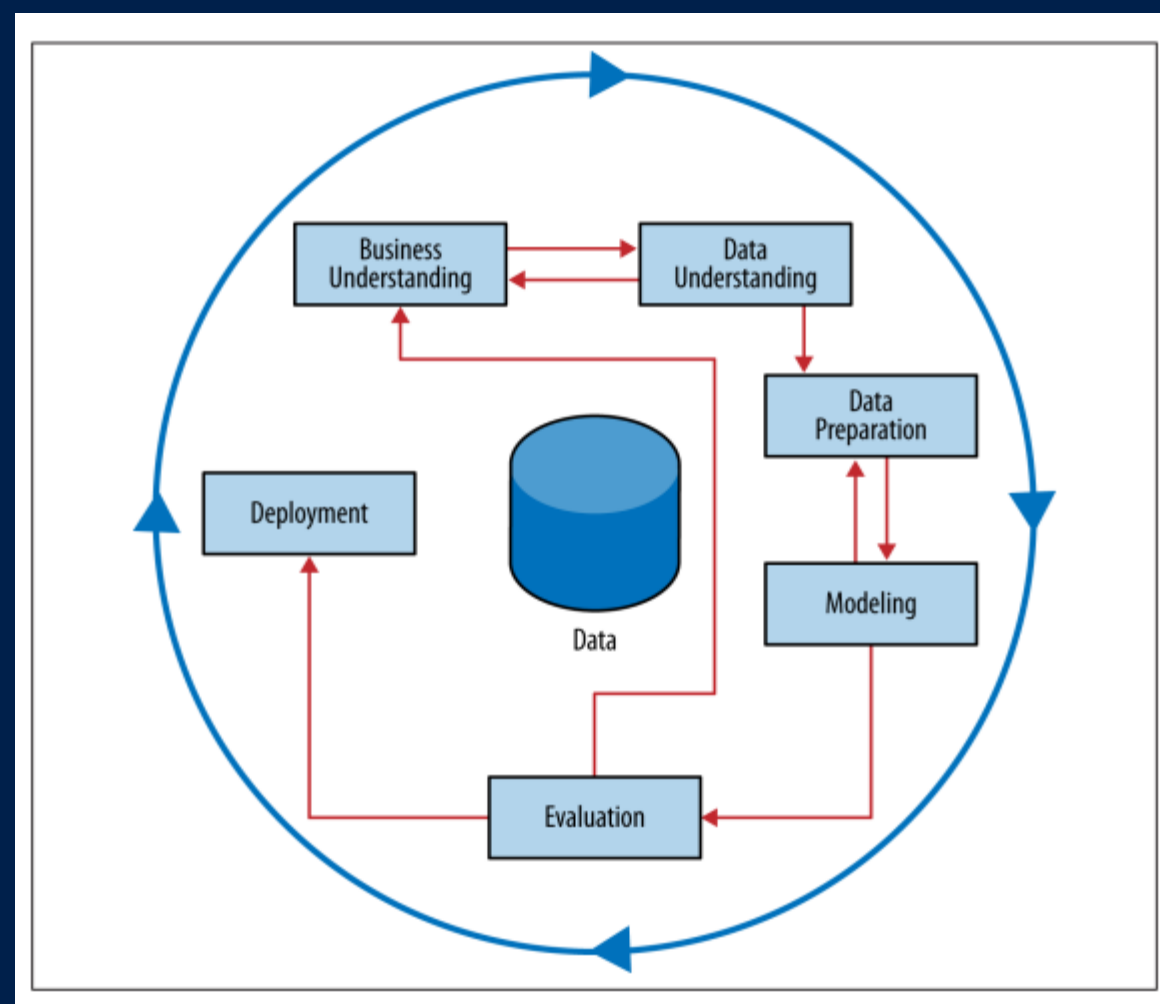 Business
Understanding
Data
Understanding
Data
Preparation
Deployment
Modeling
Data
Evaluation